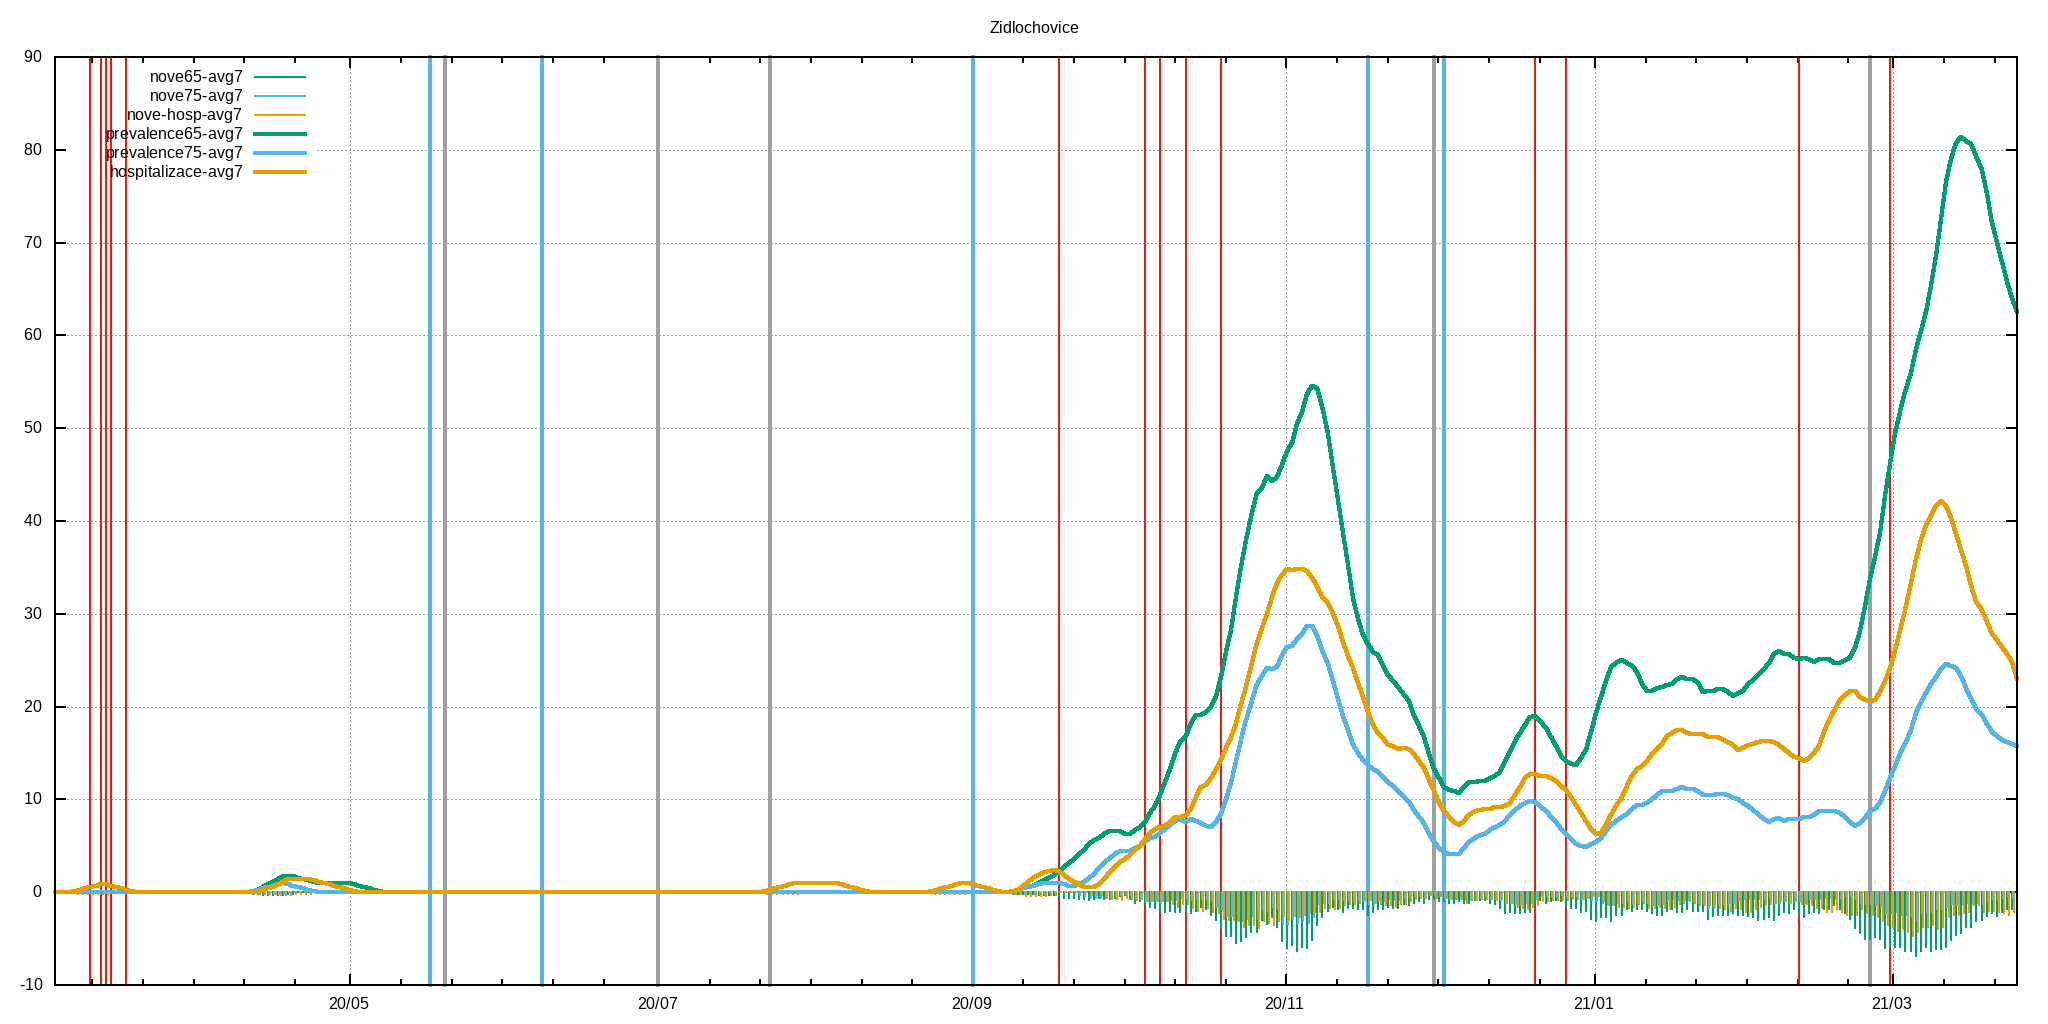 Zidlochovice
90
80
70
60
50
40
30
20
10
0
-10
nove65-avg7
nove75-avg7
nove-hosp-avg7
prevalence65-avg7
prevalence75-avg7
hospitalizace-avg7
20/05
20/07
20/09
20/11
21/01
21/03